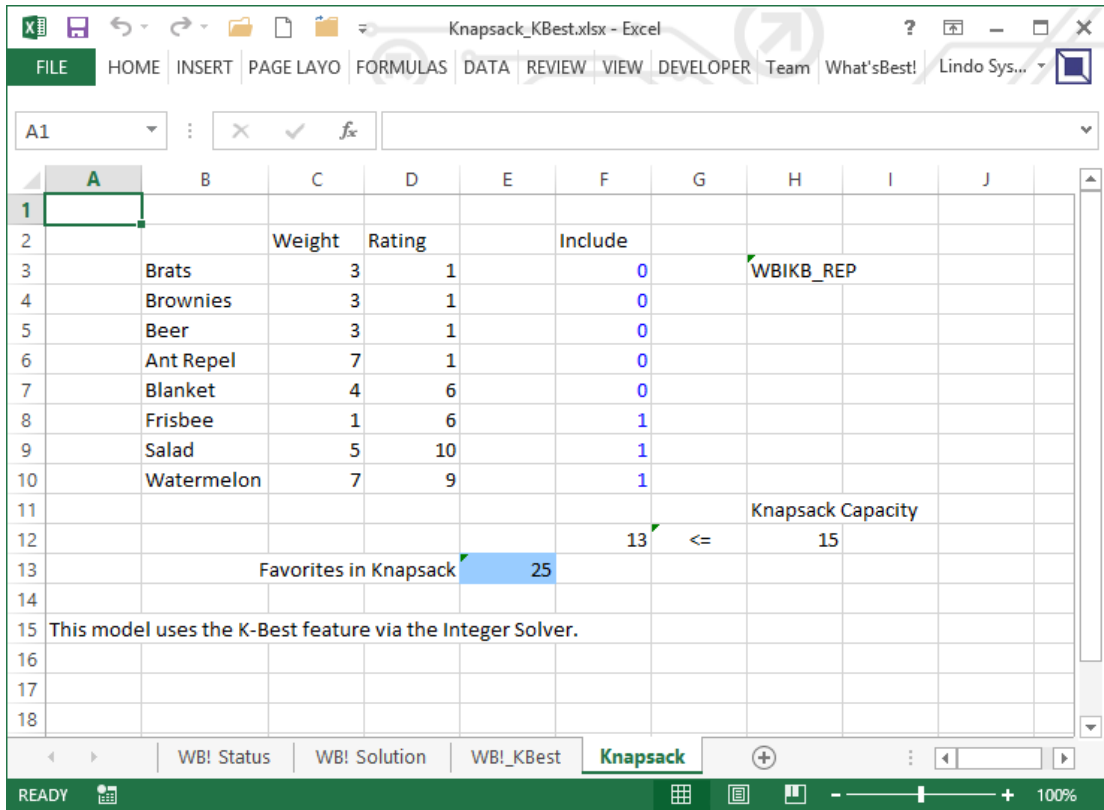 Knapsack_KBest.xlsx - Excel
FILE HOME INSERT PAGE LAYO FORMULAS DATA REVIEW VIEW DEVELOPER Team What'sBest! Lindo Sys...
A1 fx
A B C D E F G H I J
1
2 Weight Rating Include
3 Brats 3 1 0 WBIKB_REP
4 Brownies 3 1 0
5 Beer 3 1 0
6 Ant Repel 7 1 0
7 Blanket 4 6 0
8 Frisbee 1 6 1
9 Salad 5 10 1
10 Watermelon 7 9 1
11 Knapsack Capacity
12 13 <= 15
13 Favorites in Knapsack 25
14
15 This model uses the K-Best feature via the Integer Solver.
16
17
18
WB! Status WB! Solution WB!_KBest Knapsack
READY 100%